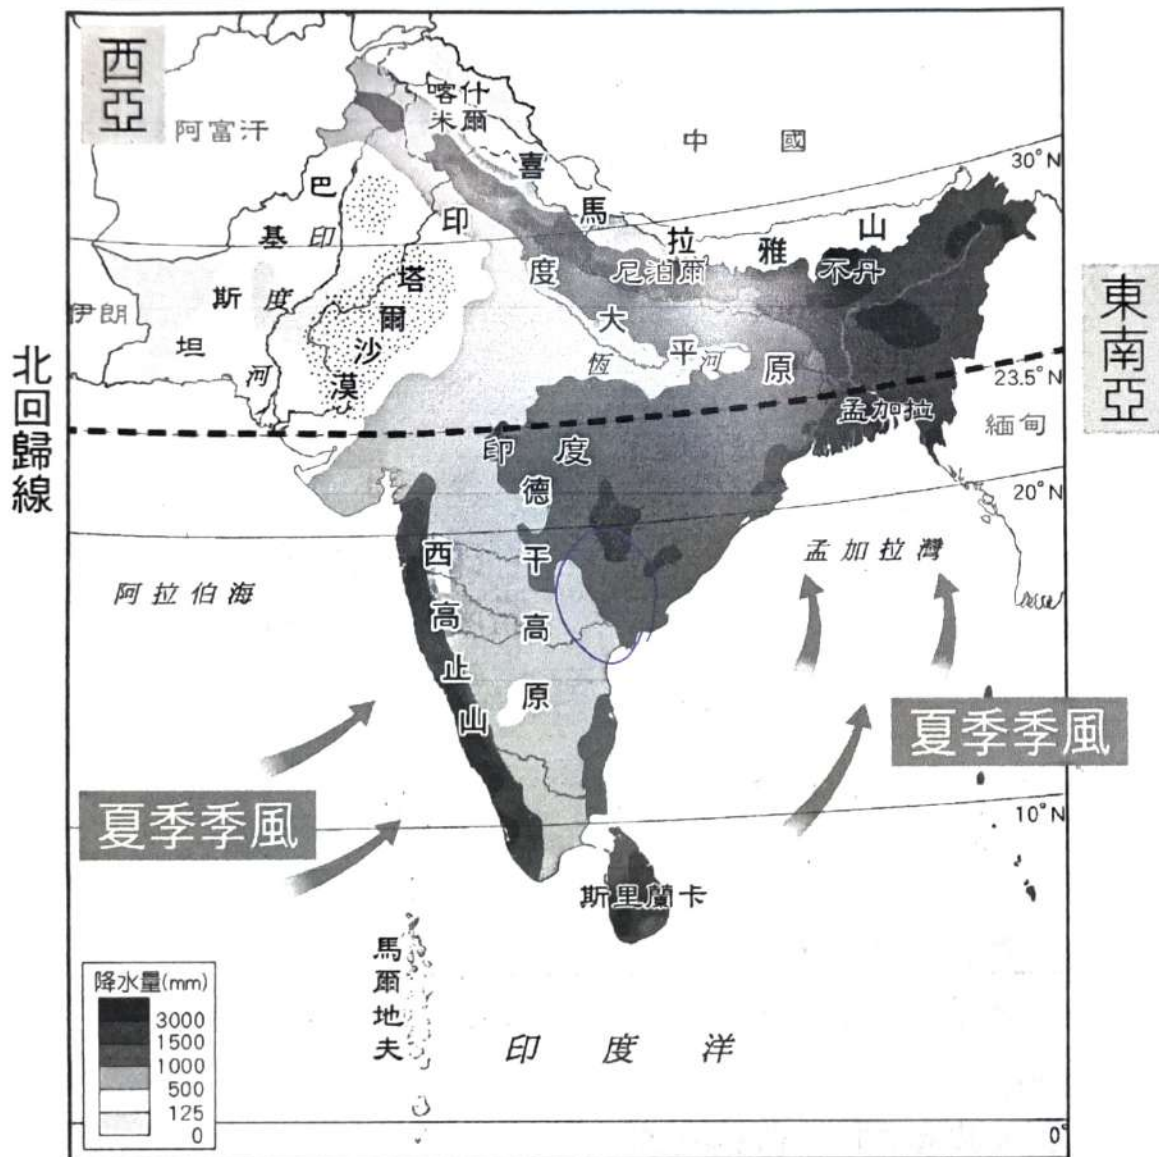 西亞
阿富汗
喀什米爾
中國
30°N
喜馬拉雅山
巴基斯坦
印度河
印度大平原
尼泊爾
不丹
塔爾沙漠
伊朗
恆河
東南亞
北回歸線
23.5°N
孟加拉
緬甸
印度
20°N
德干高原
西高止山
阿拉伯海
孟加拉灣
夏季季風
夏季季風
10°N
斯里蘭卡
馬爾地夫
印度洋
降水量(mm)
3000
1500
1000
500
125
0
0°